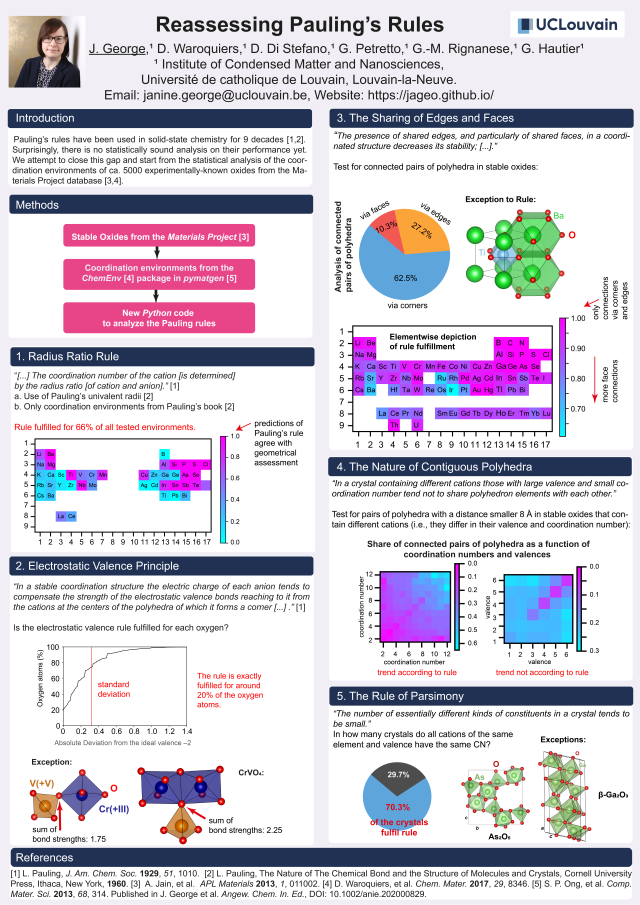 Reassessing Pauling's Rules
UCLouvain
J. George,¹ D. Waroquiers,¹ D. Di Stefano,¹ G. Petretto,¹ G.-M. Rignanese,¹ G. Hautier¹
¹ Institute of Condensed Matter and Nanosciences,
Université de catholique de Louvain, Louvain-la-Neuve.
Email: janine.george@uclouvain.be, Website: https://jageo.github.io/
Introduction
Pauling's rules have been used in solid-state chemistry for 9 decades [1,2].
Surprisingly, there is no statistically sound analysis on their performance yet.
We attempt to close this gap and start from the statistical analysis of the coor-
dination environments of ca. 5000 experimentally-known oxides from the Ma-
terials Project database [3,4].
Methods
Stable Oxides from the Materials Project [3]
Coordination environments from the
ChemEnv [4] package in pymatgen [5]
New Python code
to analyze the Pauling rules
1. Radius Ratio Rule
"[...] The coordination number of the cation [is determined]
by the radius ratio [of cation and anion]." [1]
a. Use of Pauling's univalent radii [2]
b. Only coordination environments from Pauling's book [2]
Rule fulfilled for 66% of all tested environments.
predictions of
Pauling's rule
agree with
geometrical
assessment
1
2 Li Be B
3 Na Mg Al Si P S Cl
4 K Ca Sc Ti V Cr Mn Cu Zn Ga Ge As Se
5 Rb Sr Y Zr Nb Mo Ag Cd In Sn Sb Te
6 Cs Ba Tl Pb Bi
7
8 La Ce
9
1 2 3 4 5 6 7 8 9 10 11 12 13 14 15 16 17
1.0
0.8
0.6
0.4
0.2
0.0
2. Electrostatic Valence Principle
"In a stable coordination structure the electric charge of each anion tends to
compensate the strength of the electrostatic valence bonds reaching to it from
the cations at the centers of the polyhedra of which it forms a corner [...] ." [1]
Is the electrostatic valence rule fulfilled for each oxygen?
Oxygen atoms (%)
100
80
60
40
20
0
0 0.2 0.4 0.6 0.8 1.0 1.2 1.4
Absolute Deviation from the ideal valence −2
standard
deviation
The rule is exactly
fulfilled for around
20% of the oxygen
atoms.
Exception:
V(+V)
O
Cr(+III)
sum of
bond strengths: 1.75
CrVO₄:
sum of
bond strengths: 2.25
3. The Sharing of Edges and Faces
"The presence of shared edges, and particularly of shared faces, in a coordi-
nated structure decreases its stability; [...]."
Test for connected pairs of polyhedra in stable oxides:
Analysis of connected
pairs of polyhedra
via faces
10.3%
via edges
27.2%
62.5%
via corners
Exception to Rule:
Ba
O
Ti
only
connections
via corners
and edges
more face
connections
Elementwise depiction
of rule fulfillment
1
2 Li Be B C N
3 Na Mg Al Si P S Cl
4 K Ca Sc Ti V Cr Mn Fe Co Ni Cu Zn Ga Ge As Se
5 Rb Sr Y Zr Nb Mo Ru Rh Pd Ag Cd In Sn Sb Te I
6 Cs Ba Hf Ta W Re Os Ir Pt Au Hg Tl Pb Bi
7
8 La Ce Pr Nd Sm Eu Gd Tb Dy Ho Er Tm Yb Lu
9 Th U
1 2 3 4 5 6 7 8 9 10 11 12 13 14 15 16 17
1.00
0.90
0.80
0.70
4. The Nature of Contiguous Polyhedra
"In a crystal containing different cations those with large valence and small co-
ordination number tend not to share polyhedron elements with each other."
Test for pairs of polyhedra with a distance smaller 8 Å in stable oxides that con-
tain different cations (i.e., they differ in their valence and coordination number):
Share of connected pairs of polyhedra as a function of
coordination numbers and valences
coordination number
12
10
8
6
4
2
2 4 6 8 10 12
coordination number
0.0
0.1
0.2
0.3
0.4
0.5
0.6
trend according to rule
valence
6
5
4
3
2
1
1 2 3 4 5 6
valence
0.0
0.1
0.2
0.3
trend not according to rule
5. The Rule of Parsimony
"The number of essentially different kinds of constituents in a crystal tends to
be small."
In how many crystals do all cations of the same
element and valence have the same CN?
Exceptions:
29.7%
70.3%
of the crystals
fulfil rule
O
As
As₂O₅
β-Ga₂O₃
References
[1] L. Pauling, J. Am. Chem. Soc. 1929, 51, 1010. [2] L. Pauling, The Nature of The Chemical Bond and the Structure of Molecules and Crystals, Cornell University
Press, Ithaca, New York, 1960. [3] A. Jain, et al. APL Materials 2013, 1, 011002. [4] D. Waroquiers, et al. Chem. Mater. 2017, 29, 8346. [5] S. P. Ong, et al. Comp.
Mater. Sci. 2013, 68, 314. Published in J. George et al. Angew. Chem. In. Ed., DOI: 10.1002/anie.202000829.